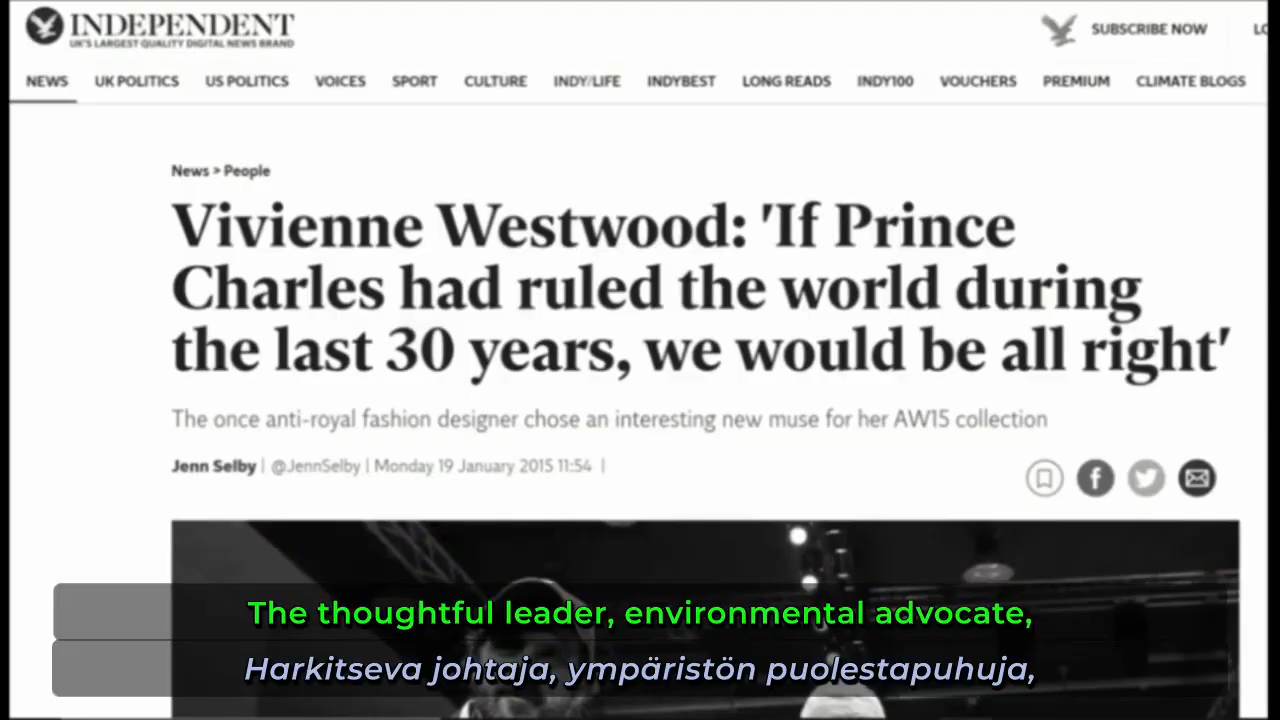 INDEPENDENT
UK'S LARGEST QUALITY DIGITAL NEWS BRAND
SUBSCRIBE NOW
LO
NEWS UK POLITICS US POLITICS VOICES SPORT CULTURE INDY/LIFE INDYBEST LONG READS INDY100 VOUCHERS PREMIUM CLIMATE BLOGS
News > People
Vivienne Westwood: 'If Prince
Charles had ruled the world during
the last 30 years, we would be all right'
The once anti-royal fashion designer chose an interesting new muse for her AW15 collection
Jenn Selby | @JennSelby | Monday 19 January 2015 11:54 |
The thoughtful leader, environmental advocate,
Harkitseva johtaja, ympäristön puolestapuhuja,